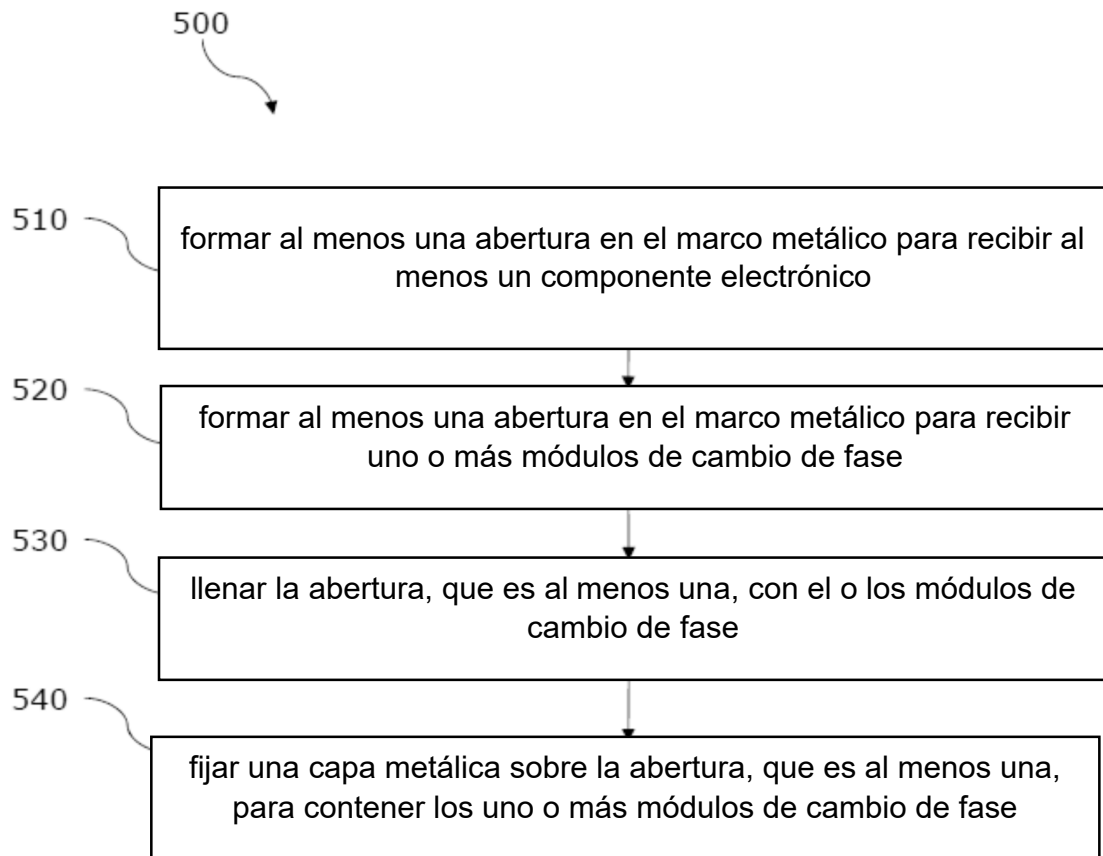 500
510
formar al menos una abertura en el marco metálico para recibir al
menos un componente electrónico
520
formar al menos una abertura en el marco metálico para recibir
uno o más módulos de cambio de fase
530
llenar la abertura, que es al menos una, con el o los módulos de
cambio de fase
540
fijar una capa metálica sobre la abertura, que es al menos una,
para contener los uno o más módulos de cambio de fase